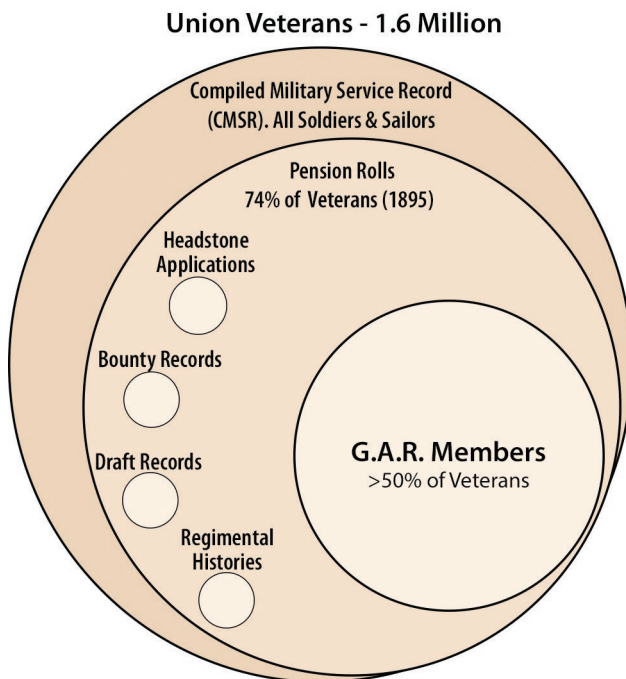 Union Veterans - 1.6 Million
Compiled Military Service Record
(CMSR). All Soldiers & Sailors
Pension Rolls
74% of Veterans (1895)
Headstone
Applications
Bounty Records
Draft Records
Regimental
Histories
G.A.R. Members
>50% of Veterans